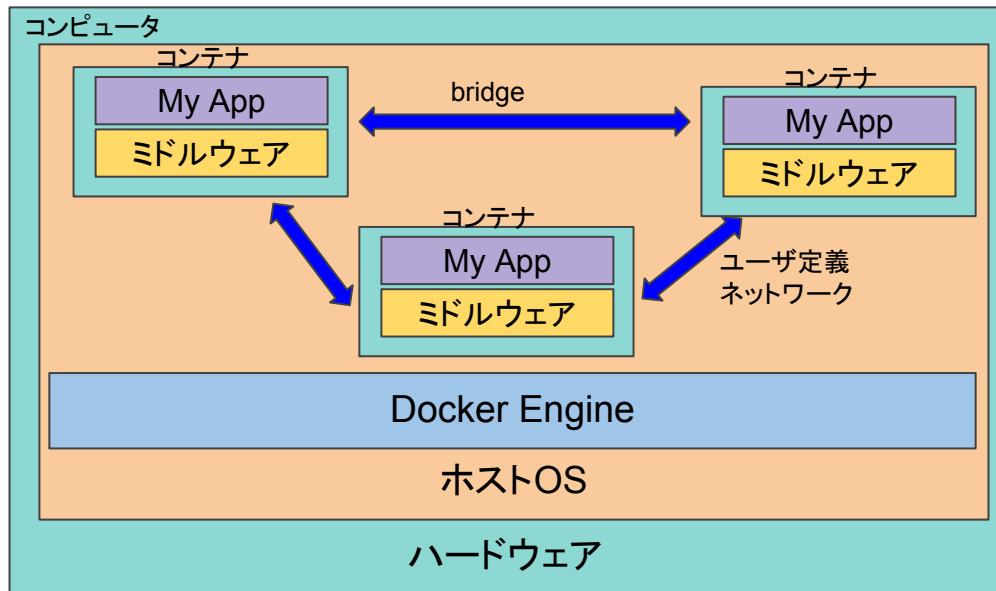 コンピュータ
コンテナ
My App
ミドルウェア
bridge
コンテナ
My App
ミドルウェア
コンテナ
My App
ミドルウェア
ユーザ定義
ネットワーク
Docker Engine
ホストOS
ハードウェア